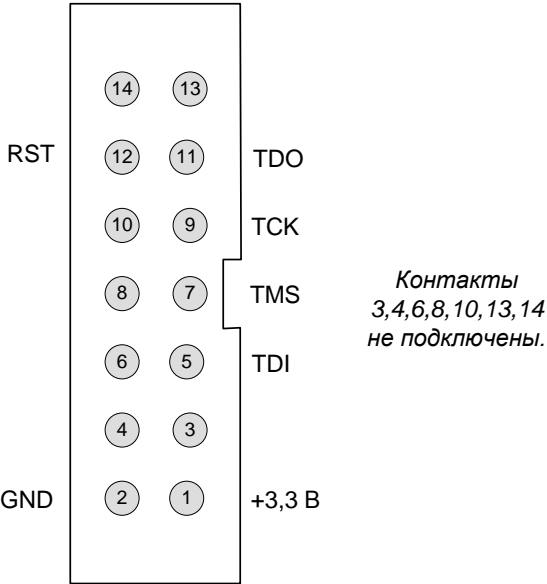 14 13
RST 12 11 TDO
10 9 TCK
8 7 TMS
6 5 TDI
4 3
GND 2 1 +3,3 В
Контакты
3,4,6,8,10,13,14
не подключены.